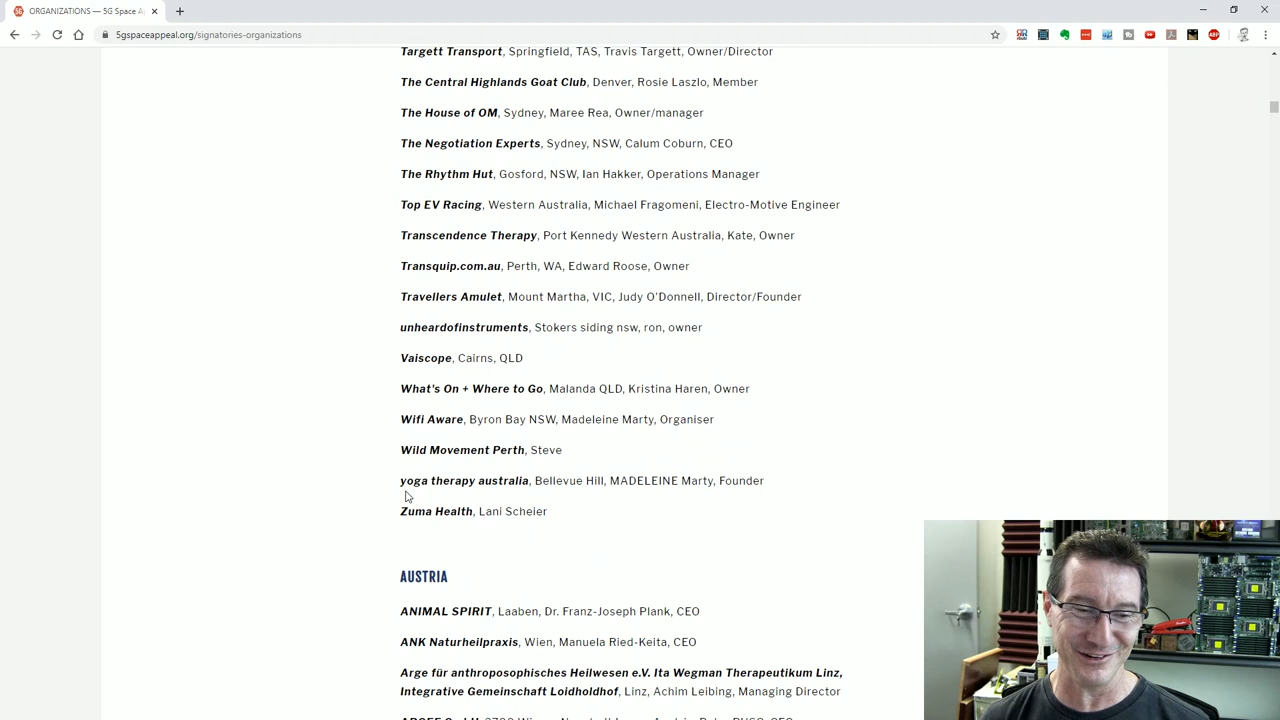 ORGANIZATIONS — 5G Space A
5gspaceappeal.org/signatories-organizations
Targett Transport, Springfield, TAS, Travis Targett, Owner/Director
The Central Highlands Goat Club, Denver, Rosie Laszlo, Member
The House of OM, Sydney, Maree Rea, Owner/manager
The Negotiation Experts, Sydney, NSW, Calum Coburn, CEO
The Rhythm Hut, Gosford, NSW, Ian Hakker, Operations Manager
Top EV Racing, Western Australia, Michael Fragomeni, Electro-Motive Engineer
Transcendence Therapy, Port Kennedy Western Australia, Kate, Owner
Transquip.com.au, Perth, WA, Edward Roose, Owner
Travellers Amulet, Mount Martha, VIC, Judy O'Donnell, Director/Founder
unheardofinstruments, Stokers siding nsw, ron, owner
Vaiscope, Cairns, QLD
What's On + Where to Go, Malanda QLD, Kristina Haren, Owner
Wifi Aware, Byron Bay NSW, Madeleine Marty, Organiser
Wild Movement Perth, Steve
yoga therapy australia, Bellevue Hill, MADELEINE Marty, Founder
Zuma Health, Lani Scheier
AUSTRIA
ANIMAL SPIRIT, Laaben, Dr. Franz-Joseph Plank, CEO
ANK Naturheilpraxis, Wien, Manuela Ried-Keita, CEO
Arge für anthroposophisches Heilwesen e.V. Ita Wegman Therapeutikum Linz,
Integrative Gemeinschaft Loidholdhof, Linz, Achim Leibing, Managing Director